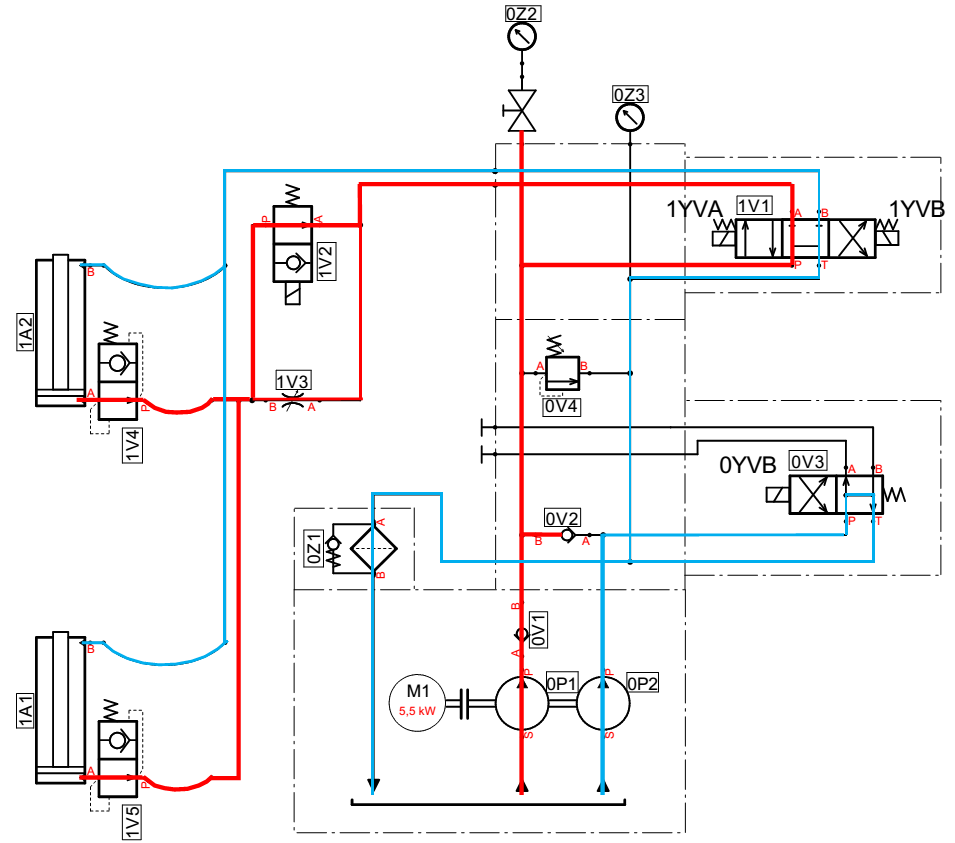 0Z2
0Z3
1YVA
1V1
1YVB
A
B
P
T
P
A
1V2
B
1A2
A
P
1V4
1V3
B
A
A
B
0V4
0YVB
0V3
A
B
P
T
0V2
B
A
0Z1
A
B
B
0V1
A
B
1A1
A
P
1V5
M1
5,5 kW
P
0P1
S
P
0P2
S